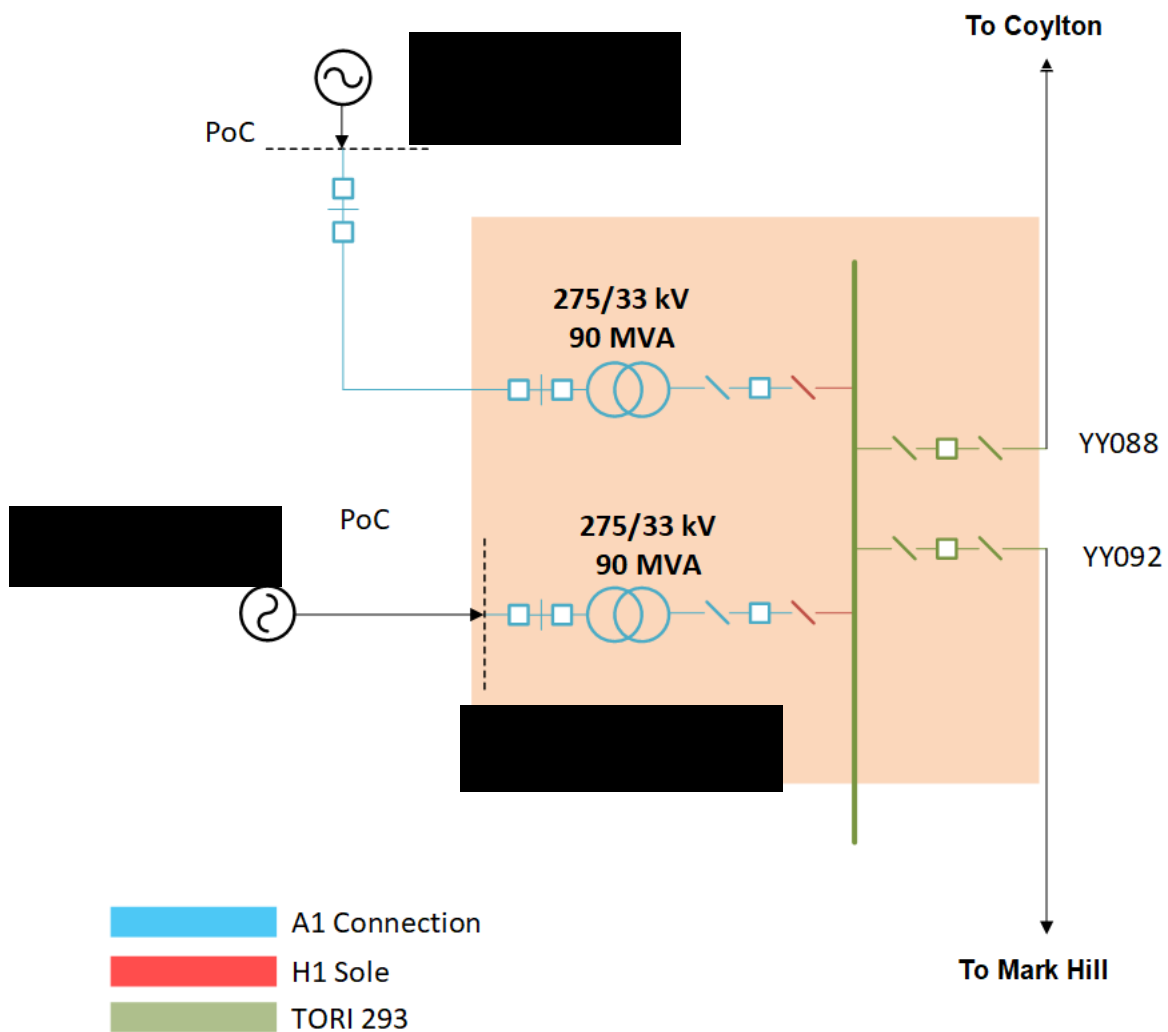 To Coylton
PoC
275/33 kV
90 MVA
YY088
PoC
275/33 kV
90 MVA
YY092
A1 Connection
H1 Sole
To Mark Hill
TORI 293